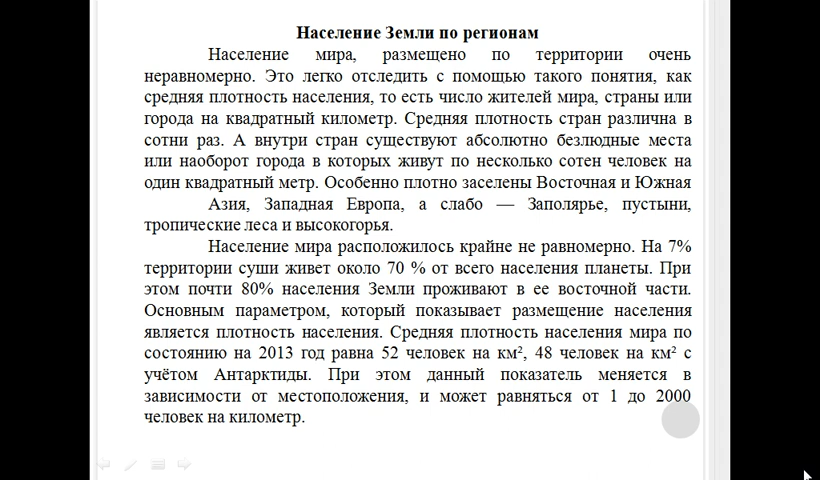 Население Земли по регионам
Население мира, размещено по территории очень
неравномерно. Это легко отследить с помощью такого понятия, как
средняя плотность населения, то есть число жителей мира, страны или
города на квадратный километр. Средняя плотность стран различна в
сотни раз. А внутри стран существуют абсолютно безлюдные места
или наоборот города в которых живут по несколько сотен человек на
один квадратный метр. Особенно плотно заселены Восточная и Южная
Азия, Западная Европа, а слабо — Заполярье, пустыни,
тропические леса и высокогорья.
Население мира расположилось крайне не равномерно. На 7%
территории суши живет около 70 % от всего населения планеты. При
этом почти 80% населения Земли проживают в ее восточной части.
Основным параметром, который показывает размещение населения
является плотность населения. Средняя плотность населения мира по
состоянию на 2013 год равна 52 человек на км², 48 человек на км² с
учётом Антарктиды. При этом данный показатель меняется в
зависимости от местоположения, и может равняться от 1 до 2000
человек на километр.